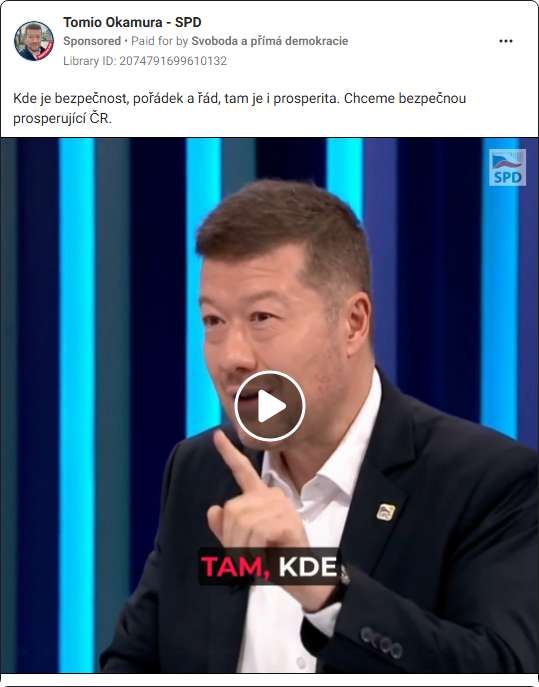 Tomio Okamura - SPD
Sponsored • Paid for by Svoboda a přímá demokracie
Library ID: 2074791699610132
Kde je bezpečnost, pořádek a řád, tam je i prosperita. Chceme bezpečnou
prosperující ČR.
SPD
TAM, KDE